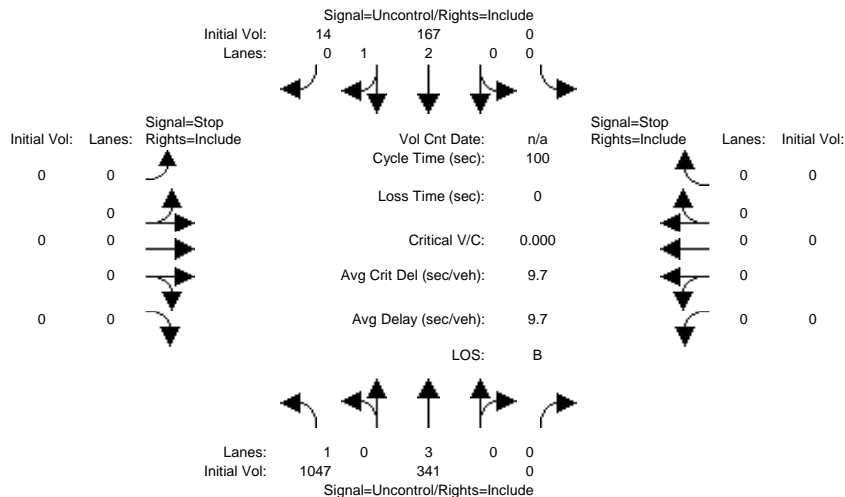 Signal=Uncontrol/Rights=Include
Initial Vol: 14 167 0
Lanes: 0 1 2 0 0
Initial Vol: Lanes: Signal=Stop Rights=Include
Vol Cnt Date: n/a
Signal=Stop Rights=Include Lanes: Initial Vol:
Cycle Time (sec): 100
0 0 0 0
Loss Time (sec): 0
0 0
0 0 Critical V/C: 0.000 0 0
0 Avg Crit Del (sec/veh): 9.7 0
0 0 Avg Delay (sec/veh): 9.7 0 0
LOS: B
Lanes: 1 0 3 0 0
Initial Vol: 1047 341 0
Signal=Uncontrol/Rights=Include